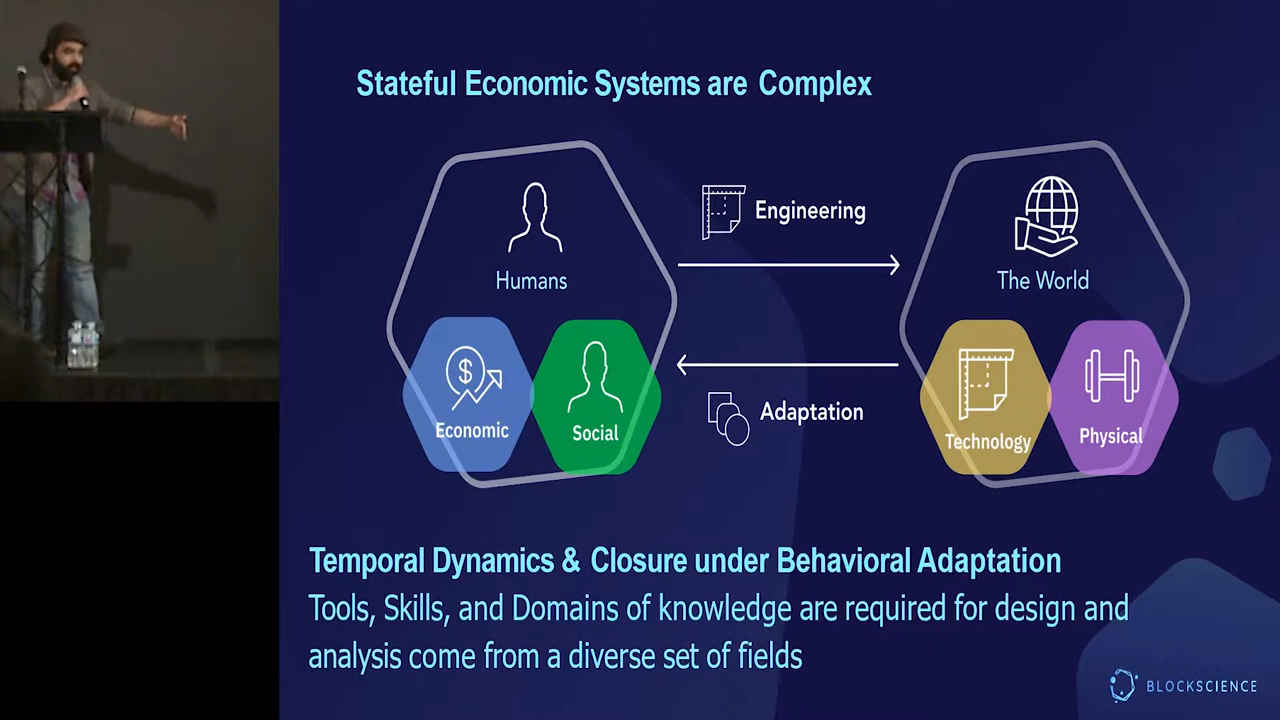 Stateful Economic Systems are Complex
Engineering
Humans
The World
Economic
Social
Adaptation
Technology
Physical
Temporal Dynamics & Closure under Behavioral Adaptation
Tools, Skills, and Domains of knowledge are required for design and
analysis come from a diverse set of fields
BLOCKSCIENCE